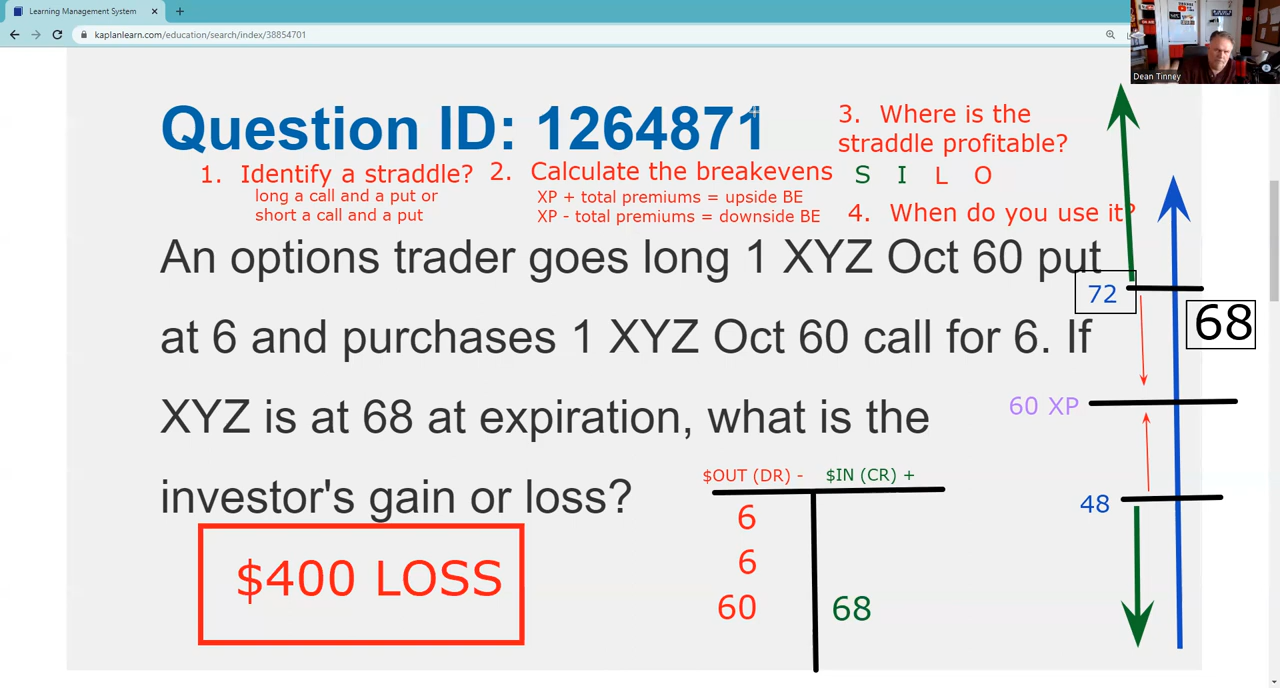 Learning Management System
kaplanlearn.com/education/search/index/38854701
Dean Tinney
Question ID: 1264871
1. Identify a straddle?
long a call and a put or
short a call and a put
2. Calculate the breakevens
XP + total premiums = upside BE
XP - total premiums = downside BE
3. Where is the
straddle profitable?
S I L O
4. When do you use it?
An options trader goes long 1 XYZ Oct 60 put
at 6 and purchases 1 XYZ Oct 60 call for 6. If
XYZ is at 68 at expiration, what is the
investor's gain or loss?
72
68
60 XP
48
$OUT (DR) - $IN (CR) +
6
6
60 68
$400 LOSS